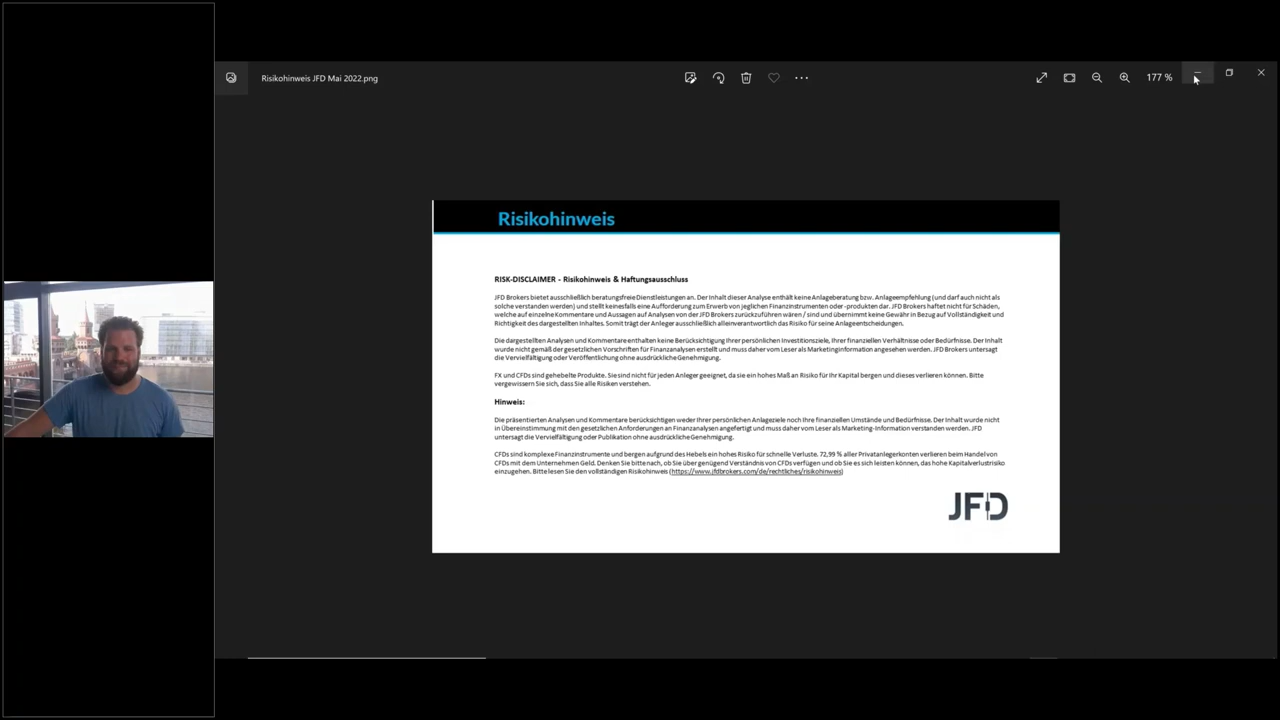 Risikohinweis JFD Mai 2022.png
177 %
Risikohinweis
RISK-DISCLAIMER - Risikohinweis & Haftungsausschluss
JFD Brokers bietet ausschließlich beratungsfreie Dienstleistungen an. Der Inhalt dieser Analyse enthält keine Anlageberatung bzw. Anlageempfehlung (und darf auch nicht als
solche verstanden werden) und stellt keinesfalls eine Aufforderung zum Erwerb von jeglichen Finanzinstrumenten oder -produkten dar. JFD Brokers haftet nicht für Schäden,
welche auf einzelne Kommentare und Aussagen auf Analysen von der JFD Brokers zurückzuführen wären / sind und übernimmt keine Gewähr in Bezug auf Vollständigkeit und
Richtigkeit des dargestellten Inhaltes. Somit trägt der Anleger ausschließlich alleinverantwortlich das Risiko für seine Anlageentscheidungen.
Die dargestellten Analysen und Kommentare enthalten keine Berücksichtigung Ihrer persönlichen Investitionsziele, Ihrer finanziellen Verhältnisse oder Bedürfnisse. Der Inhalt
wurde nicht gemäß der gesetzlichen Vorschriften für Finanzanalysen erstellt und muss daher vom Leser als Marketinginformation angesehen werden. JFD Brokers untersagt
die Vervielfältigung oder Veröffentlichung ohne ausdrückliche Genehmigung.
FX und CFDs sind gehebelte Produkte. Sie sind nicht für jeden Anleger geeignet, da sie ein hohes Maß an Risiko für Ihr Kapital bergen und dieses verlieren können. Bitte
vergewissern Sie sich, dass Sie alle Risiken verstehen.
Hinweis:
Die präsentierten Analysen und Kommentare berücksichtigen weder Ihrer persönlichen Anlageziele noch Ihre finanziellen Umstände und Bedürfnisse. Der Inhalt wurde nicht
in Übereinstimmung mit den gesetzlichen Anforderungen an Finanzanalysen angefertigt und muss daher vom Leser als Marketing-Information verstanden werden. JFD
untersagt die Vervielfältigung oder Publikation ohne ausdrückliche Genehmigung.
CFDs sind komplexe Finanzinstrumente und bergen aufgrund des Hebels ein hohes Risiko für schnelle Verluste. 72,99 % aller Privatanlegerkonten verlieren beim Handel von
CFDs mit dem Unternehmen Geld. Denken Sie bitte nach, ob Sie über genügend Verständnis von CFDs verfügen und ob Sie es sich leisten können, das hohe Kapitalverlustrisiko
einzugehen. Bitte lesen Sie den vollständigen Risikohinweis (https://www.jfdbrokers.com/de/rechtliches/risikohinweis)
JFD